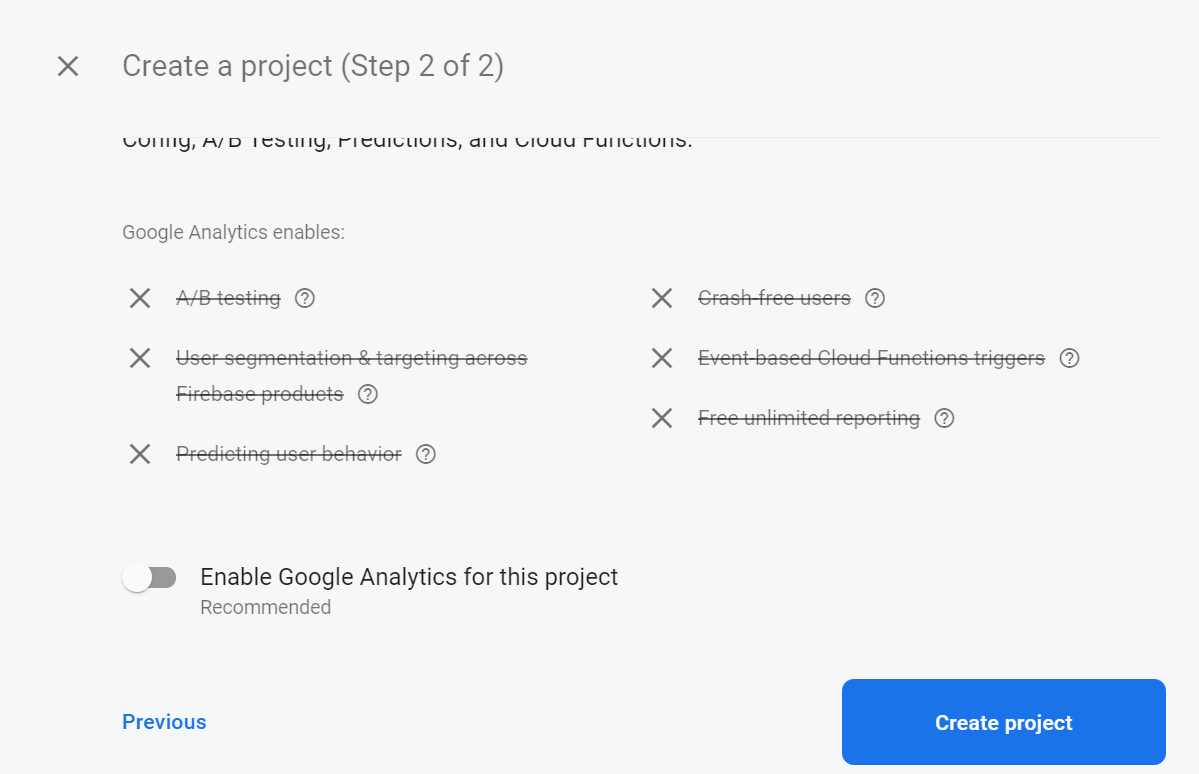 Create a project (Step 2 of 2)
Config, A/B Testing, Predictions, and Cloud Functions.
Google Analytics enables:
A/B testing
User segmentation & targeting across
Firebase products
Predicting user behavior
Crash-free users
Event-based Cloud Functions triggers
Free unlimited reporting
Enable Google Analytics for this project
Recommended
Previous
Create project